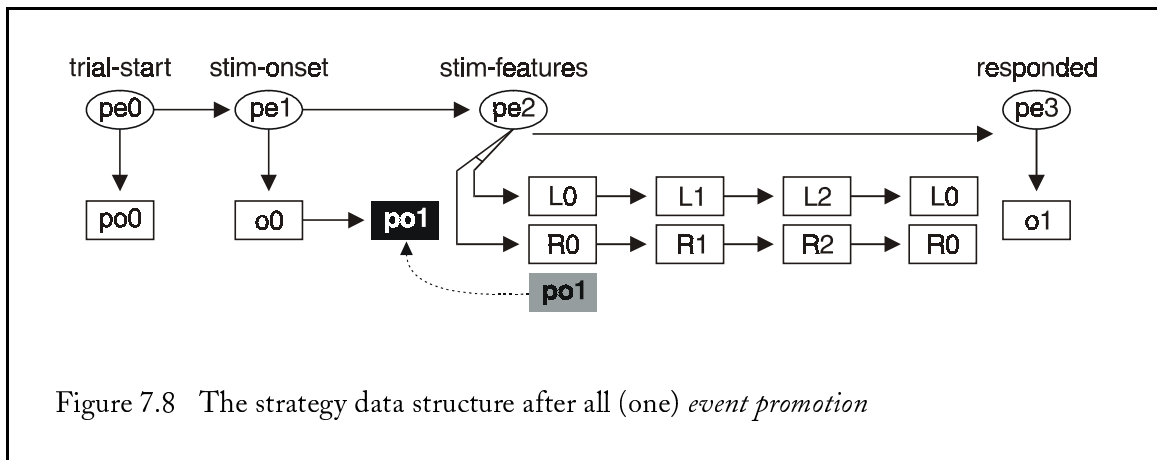 trial-start stim-onset stim-features responded
pe0 pe1 pe2 pe3
L0 L1 L2 L0
po0 o0 po1 o1
R0 R1 R2 R0
po1
Figure 7.8 The strategy data structure after all (one) event promotion